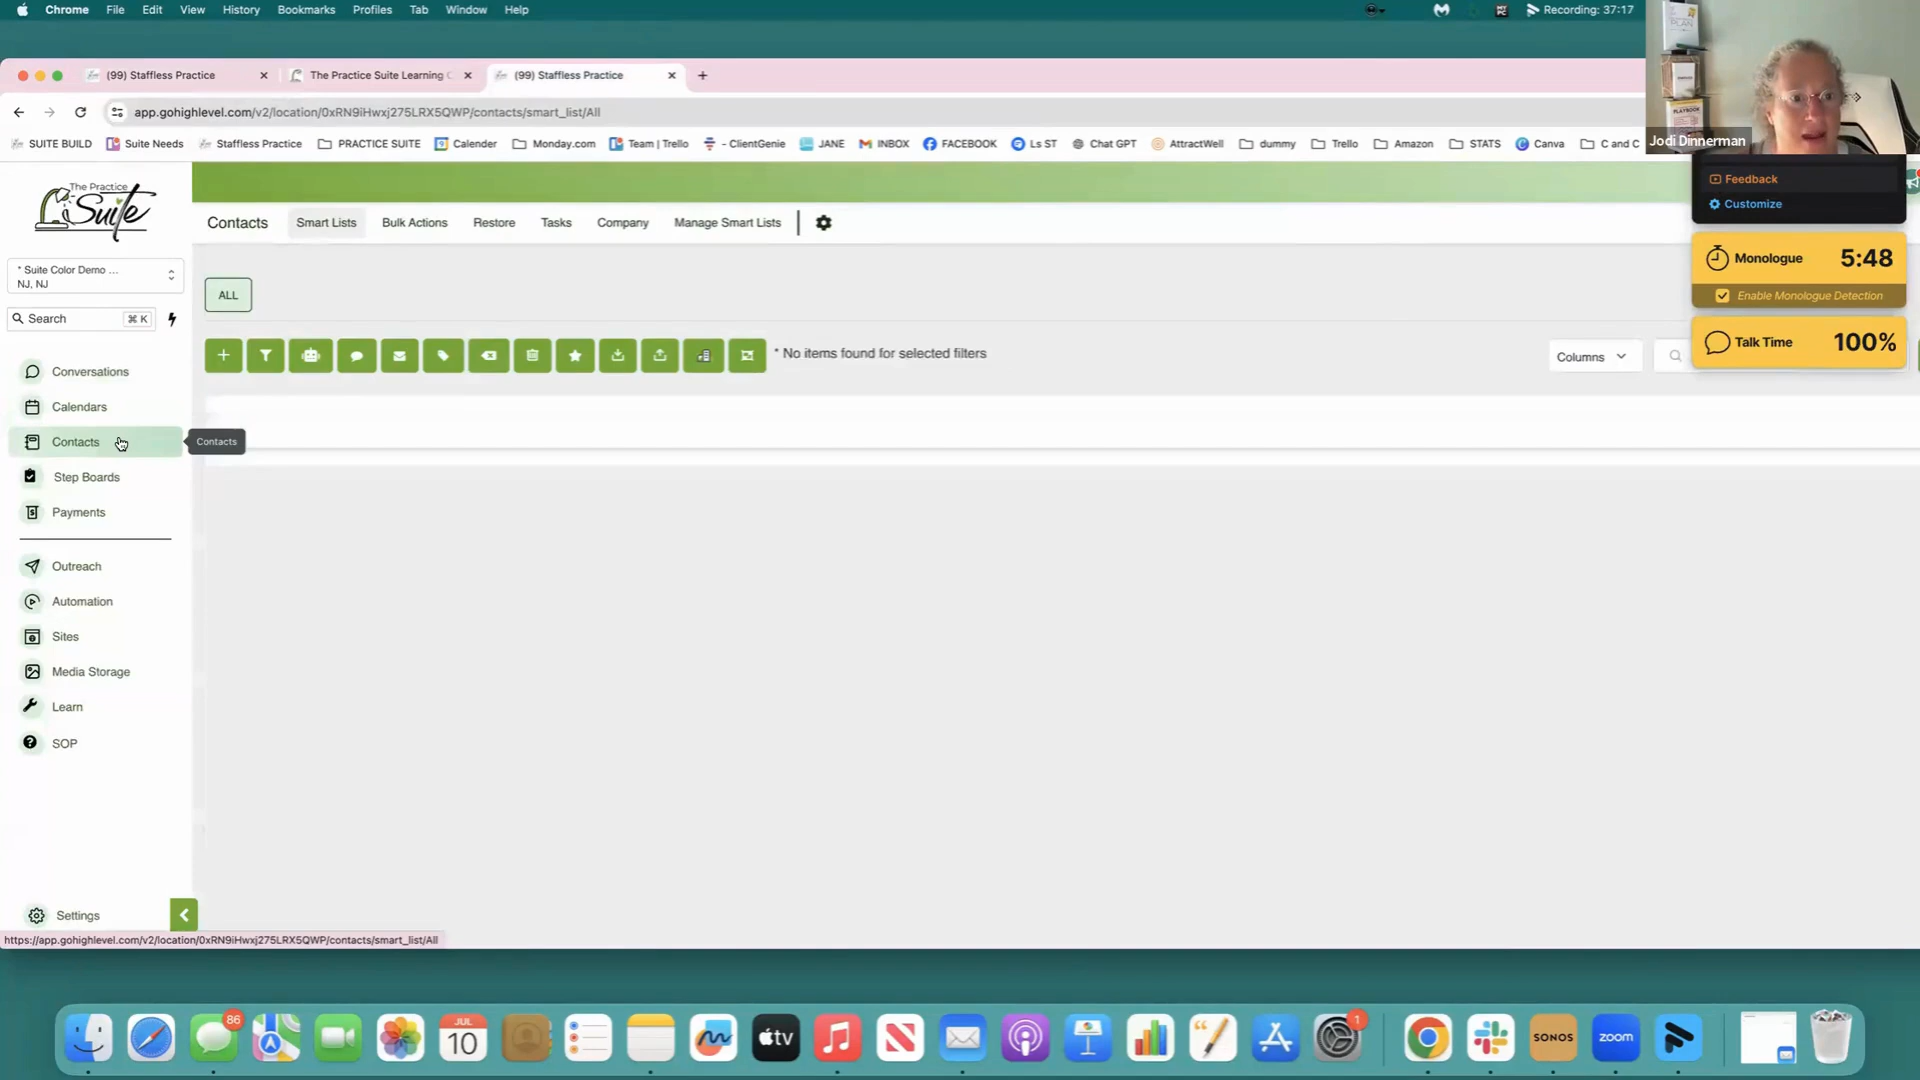 Chrome File Edit View History Bookmarks Profiles Tab Window Help
Recording: 37:17
(99) Staffless Practice
The Practice Suite Learning C
(99) Staffless Practice
app.gohighlevel.com/v2/location/0xRN9iHwxj275LRX5QWP/contacts/smart_list/All
SUITE BUILD Suite Needs Staffless Practice PRACTICE SUITE Calender Monday.com Team | Trello - ClientGenie JANE INBOX FACEBOOK Ls ST Chat GPT AttractWell dummy Trello Amazon STATS Canva C and C
Jodi Dinnerman
Feedback
Customize
Monologue 5:48
Enable Monologue Detection
Talk Time 100%
The Practice
Suite
Contacts Smart Lists Bulk Actions Restore Tasks Company Manage Smart Lists
* Suite Color Demo ...
NJ, NJ
Search ⌘ K
ALL
* No items found for selected filters
Columns
Conversations
Calendars
Contacts
Contacts
Step Boards
Payments
Outreach
Automation
Sites
Media Storage
Learn
SOP
Settings
https://app.gohighlevel.com/v2/location/0xRN9iHwxj275LRX5QWP/contacts/smart_list/All
86
JUL
10
tv
1
SONOS
zoom